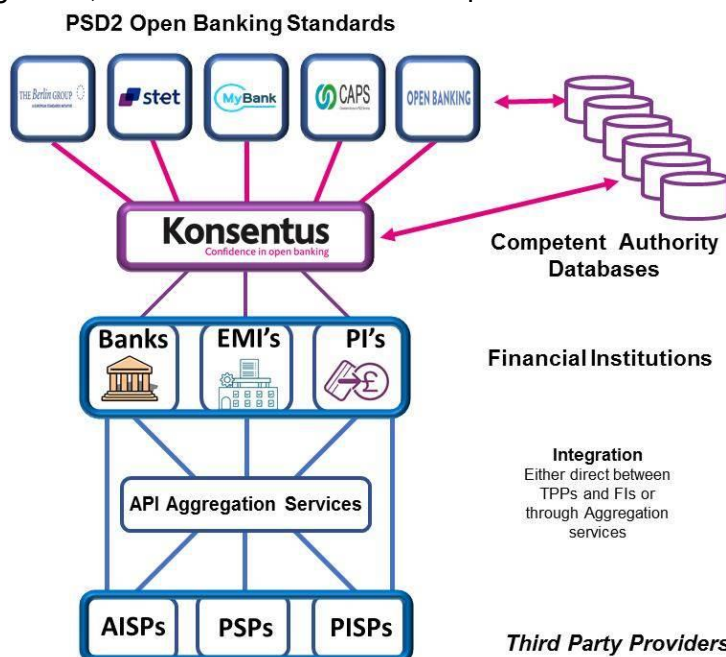 PSD2 Open Banking Standards
THE Berlin GROUP
stet
MyBank
CAPS
OPEN BANKING
Konsentus
Confidence in open banking
Competent Authority
Databases
Banks
EMI's
PI's
£
Financial Institutions
Integration
Either direct between
TPPs and FIs or
through Aggregation
services
API Aggregation Services
AISPs
PSPs
PISPs
Third Party Providers